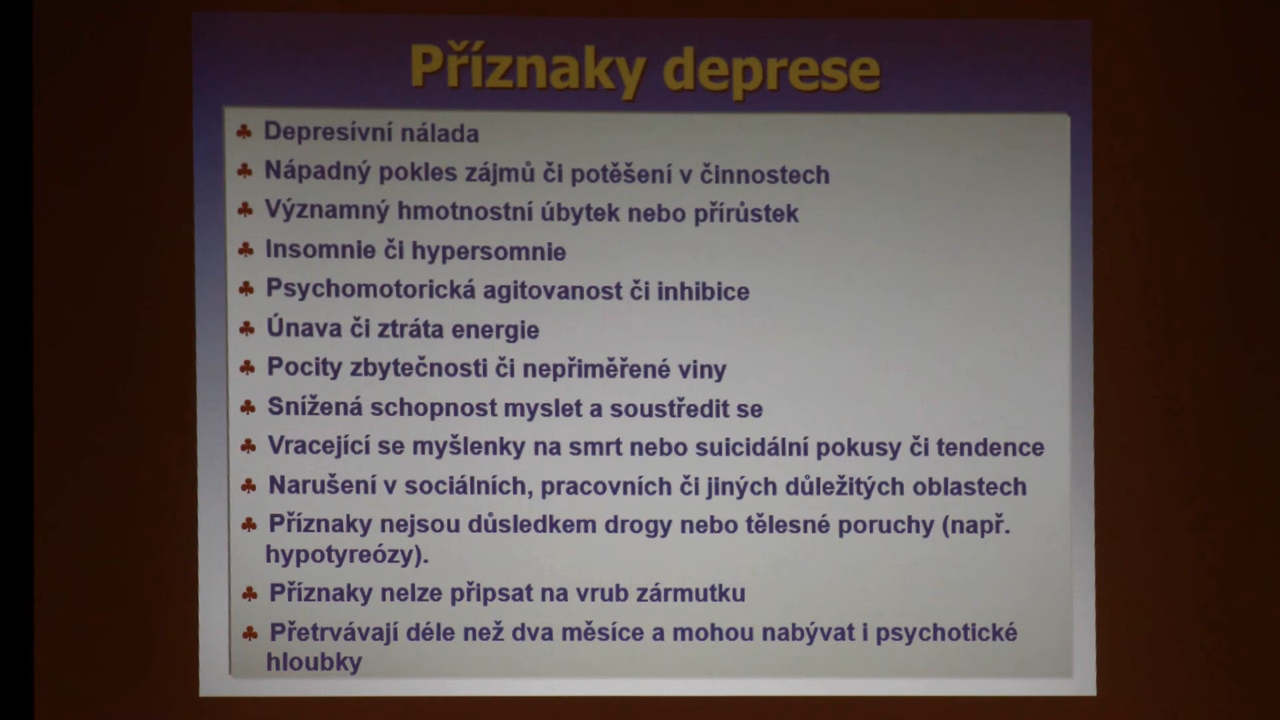 Příznaky deprese
Depresívní nálada
Nápadný pokles zájmů či potěšení v činnostech
Významný hmotnostní úbytek nebo přírůstek
Insomnie či hypersomnie
Psychomotorická agitovanost či inhibice
Únava či ztráta energie
Pocity zbytečnosti či nepřiměřené viny
Snížená schopnost myslet a soustředit se
Vracející se myšlenky na smrt nebo suicidální pokusy či tendence
Narušení v sociálních, pracovních či jiných důležitých oblastech
Příznaky nejsou důsledkem drogy nebo tělesné poruchy (např.
hypotyreózy).
Příznaky nelze připsat na vrub zármutku
Přetrvávají déle než dva měsíce a mohou nabývat i psychotické
hloubky